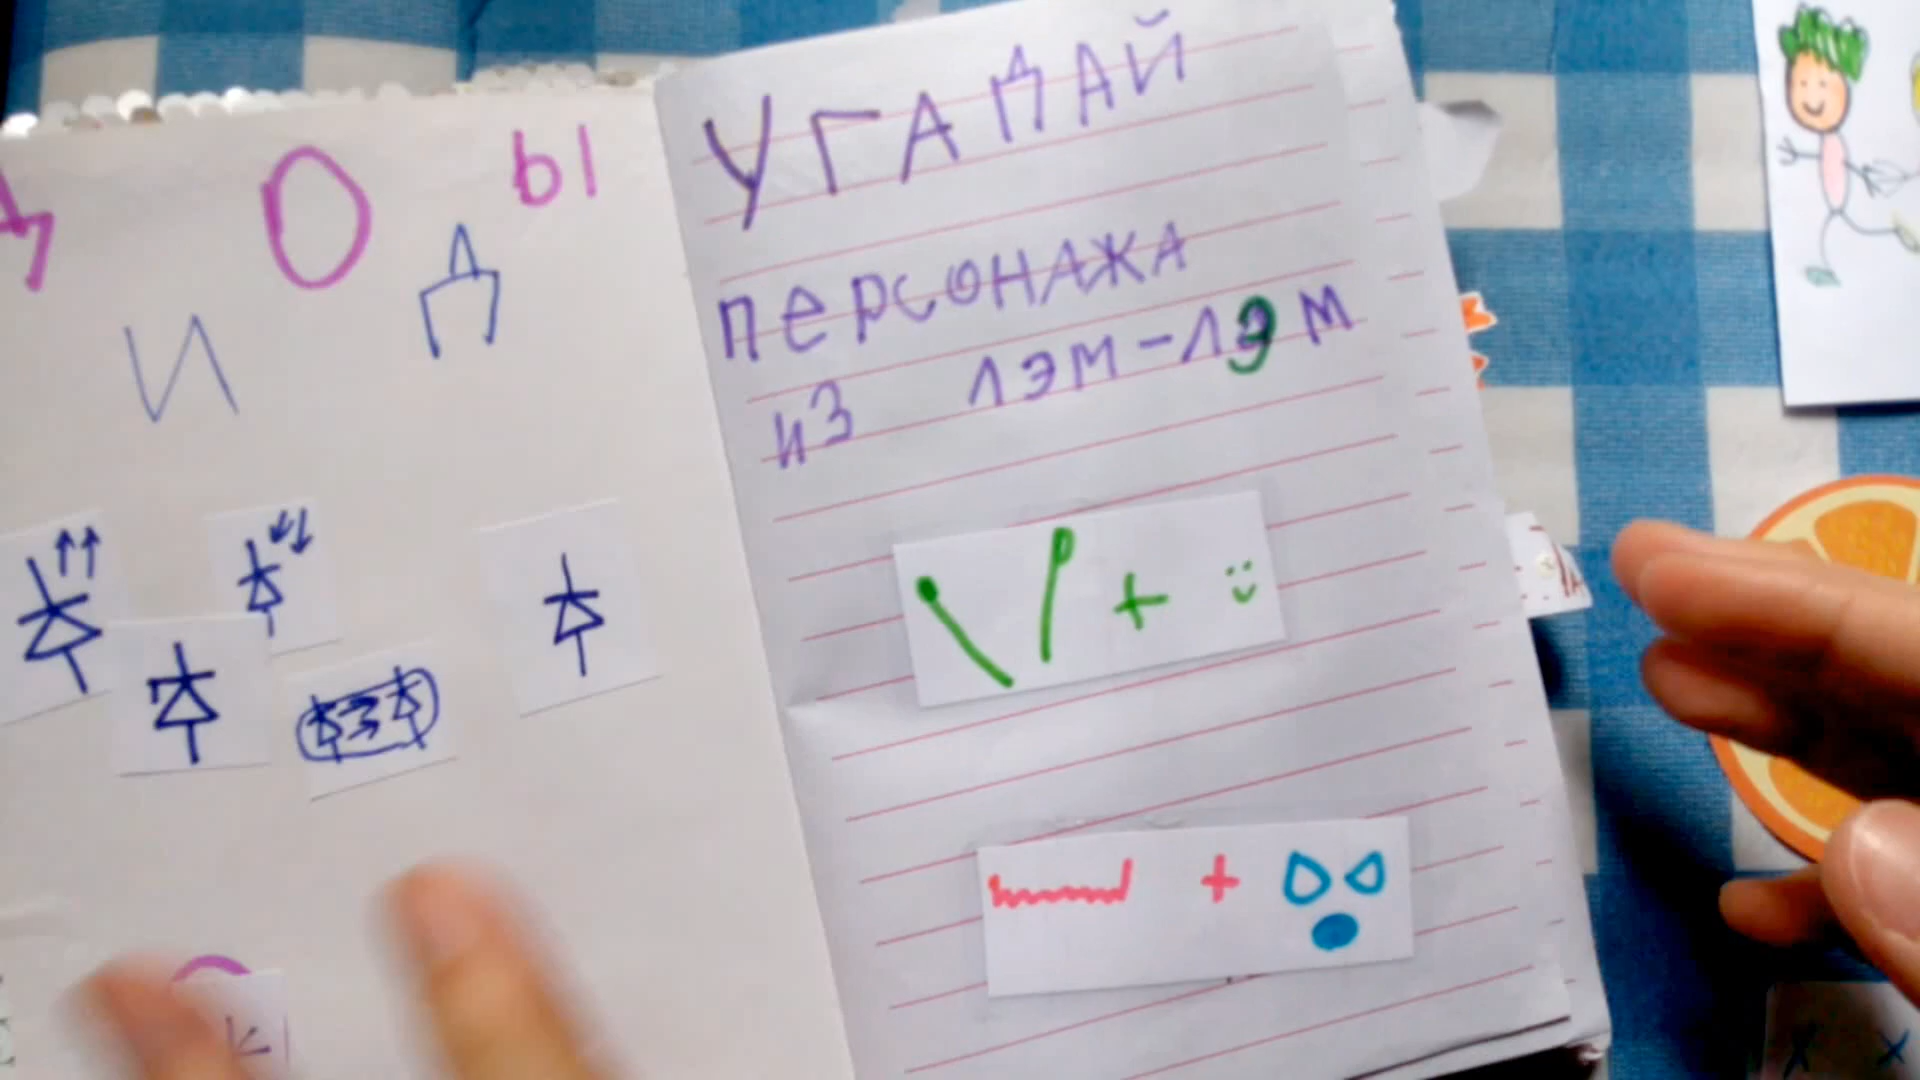 Д О Ы
И Д
УГАДАЙ
ПеРСОНАЖА
ИЗ ЛЭМ-ЛЭМ
+
+